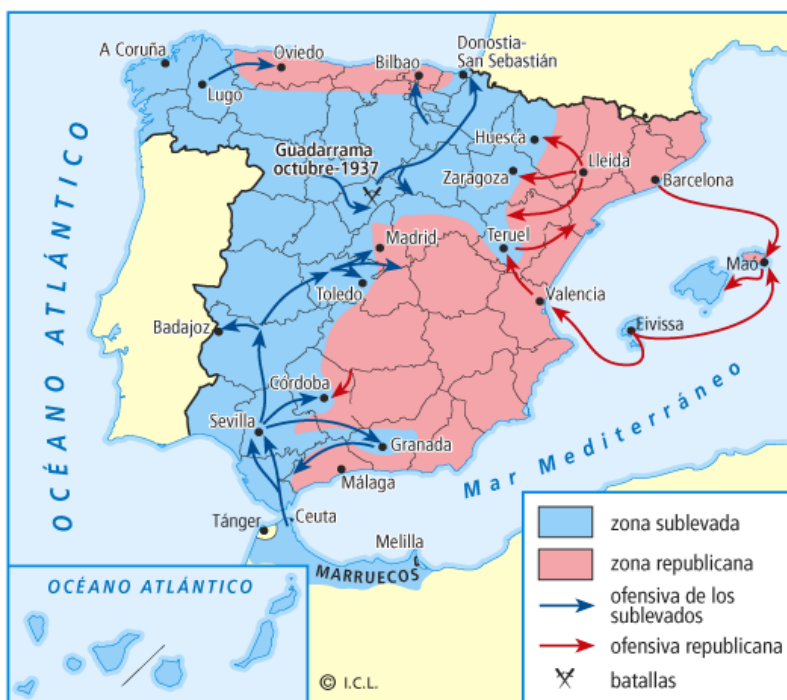 A Coruña
Oviedo
Bilbao
Donostia-
San Sebastián
Lugo
Huesca
Guadarrama
octubre-1937
Zaragoza
Lleida
Barcelona
OCÉANO ATLÁNTICO
Madrid
Teruel
Maó
Toledo
Valencia
Badajoz
Eivissa
Córdoba
Sevilla
Granada
Mar Mediterráneo
Málaga
Tánger
Ceuta
Melilla
MARRUECOS
OCÉANO ATLÁNTICO
© I.C.L.
zona sublevada
zona republicana
ofensiva de los
sublevados
ofensiva republicana
batallas